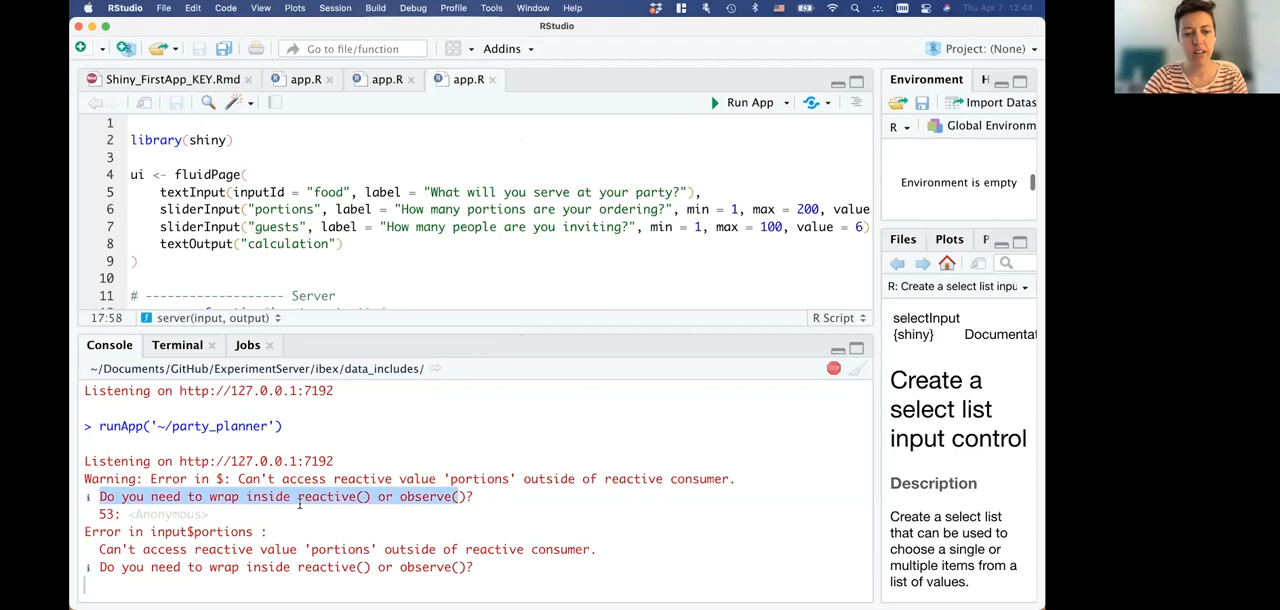 RStudio File Edit Code View Plots Session Build Debug Profile Tools Window Help Thu Apr 7 12:44
RStudio
Go to file/function Addins Project: (None)
Shiny_FirstApp_KEY.Rmd app.R app.R app.R
Run App
1
2 library(shiny)
3
4 ui <- fluidPage(
5 textInput(inputId = "food", label = "What will you serve at your party?"),
6 sliderInput("portions", label = "How many portions are you ordering?", min = 1, max = 200, value
7 sliderInput("guests", label = "How many people are you inviting?", min = 1, max = 100, value = 6)
8 textOutput("calculation")
9 )
10
11 # ------------------- Server
17:58 server(input, output) R Script
Console Terminal Jobs
~/Documents/GitHub/ExperimentServer/ibex/data_includes/
Listening on http://127.0.0.1:7192
> runApp('~/party_planner')
Listening on http://127.0.0.1:7192
Warning: Error in $: Can't access reactive value 'portions' outside of reactive consumer.
i Do you need to wrap inside reactive() or observe()?
53: <Anonymous>
Error in input$portions :
Can't access reactive value 'portions' outside of reactive consumer.
i Do you need to wrap inside reactive() or observe()?
Environment H
Import Datas
R Global Environm
Environment is empty
Files Plots P
R: Create a select list inpu
selectInput
{shiny} Documentat
Create a
select list
input control
Description
Create a select list
that can be used to
choose a single or
multiple items from a
list of values.